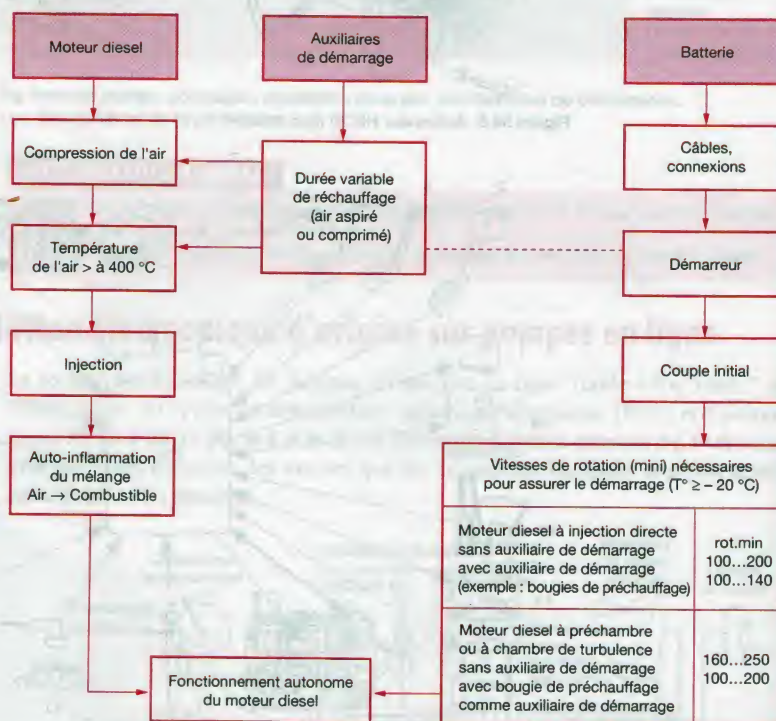 Moteur diesel
Auxiliaires
de démarrage
Batterie
Compression de l'air
Durée variable
de réchauffage
(air aspiré
ou comprimé)
Câbles,
connexions
Température
de l'air > à 400 °C
Démarreur
Injection
Couple initial
Auto-inflammation
du mélange
Air → Combustible
Vitesses de rotation (mini) nécessaires
pour assurer le démarrage (T° ≥ – 20 °C)
Moteur diesel à injection directe
sans auxiliaire de démarrage
avec auxiliaire de démarrage
(exemple : bougies de préchauffage)
rot.min
100...200
100...140
Moteur diesel à préchambre
ou à chambre de turbulence
sans auxiliaire de démarrage
avec bougie de préchauffage
comme auxiliaire de démarrage
160...250
100...200
Fonctionnement autonome
du moteur diesel